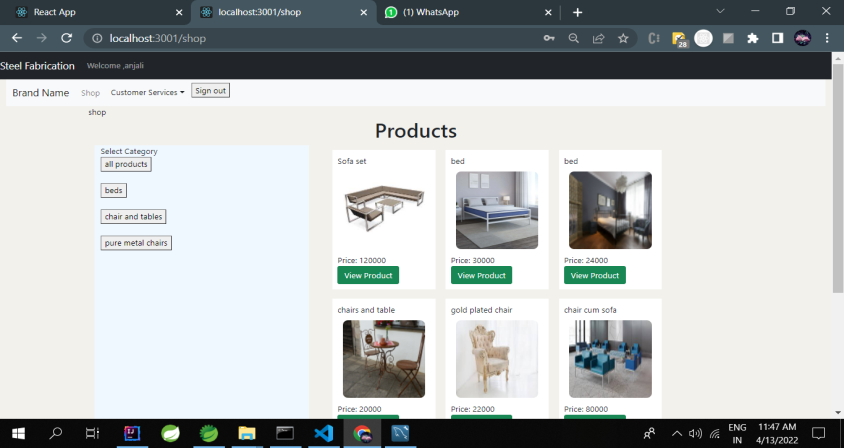 React App
localhost:3001/shop
(1) WhatsApp
localhost:3001/shop
28
Steel Fabrication
Welcome ,anjali
Brand Name
Shop
Customer Services
Sign out
shop
Products
Select Category
all products
beds
chair and tables
pure metal chairs
Sofa set
Price: 120000
View Product
bed
Price: 30000
View Product
bed
Price: 24000
View Product
chairs and table
Price: 20000
gold plated chair
Price: 22000
chair cum sofa
Price: 80000
ENG
IN
11:47 AM
4/13/2022